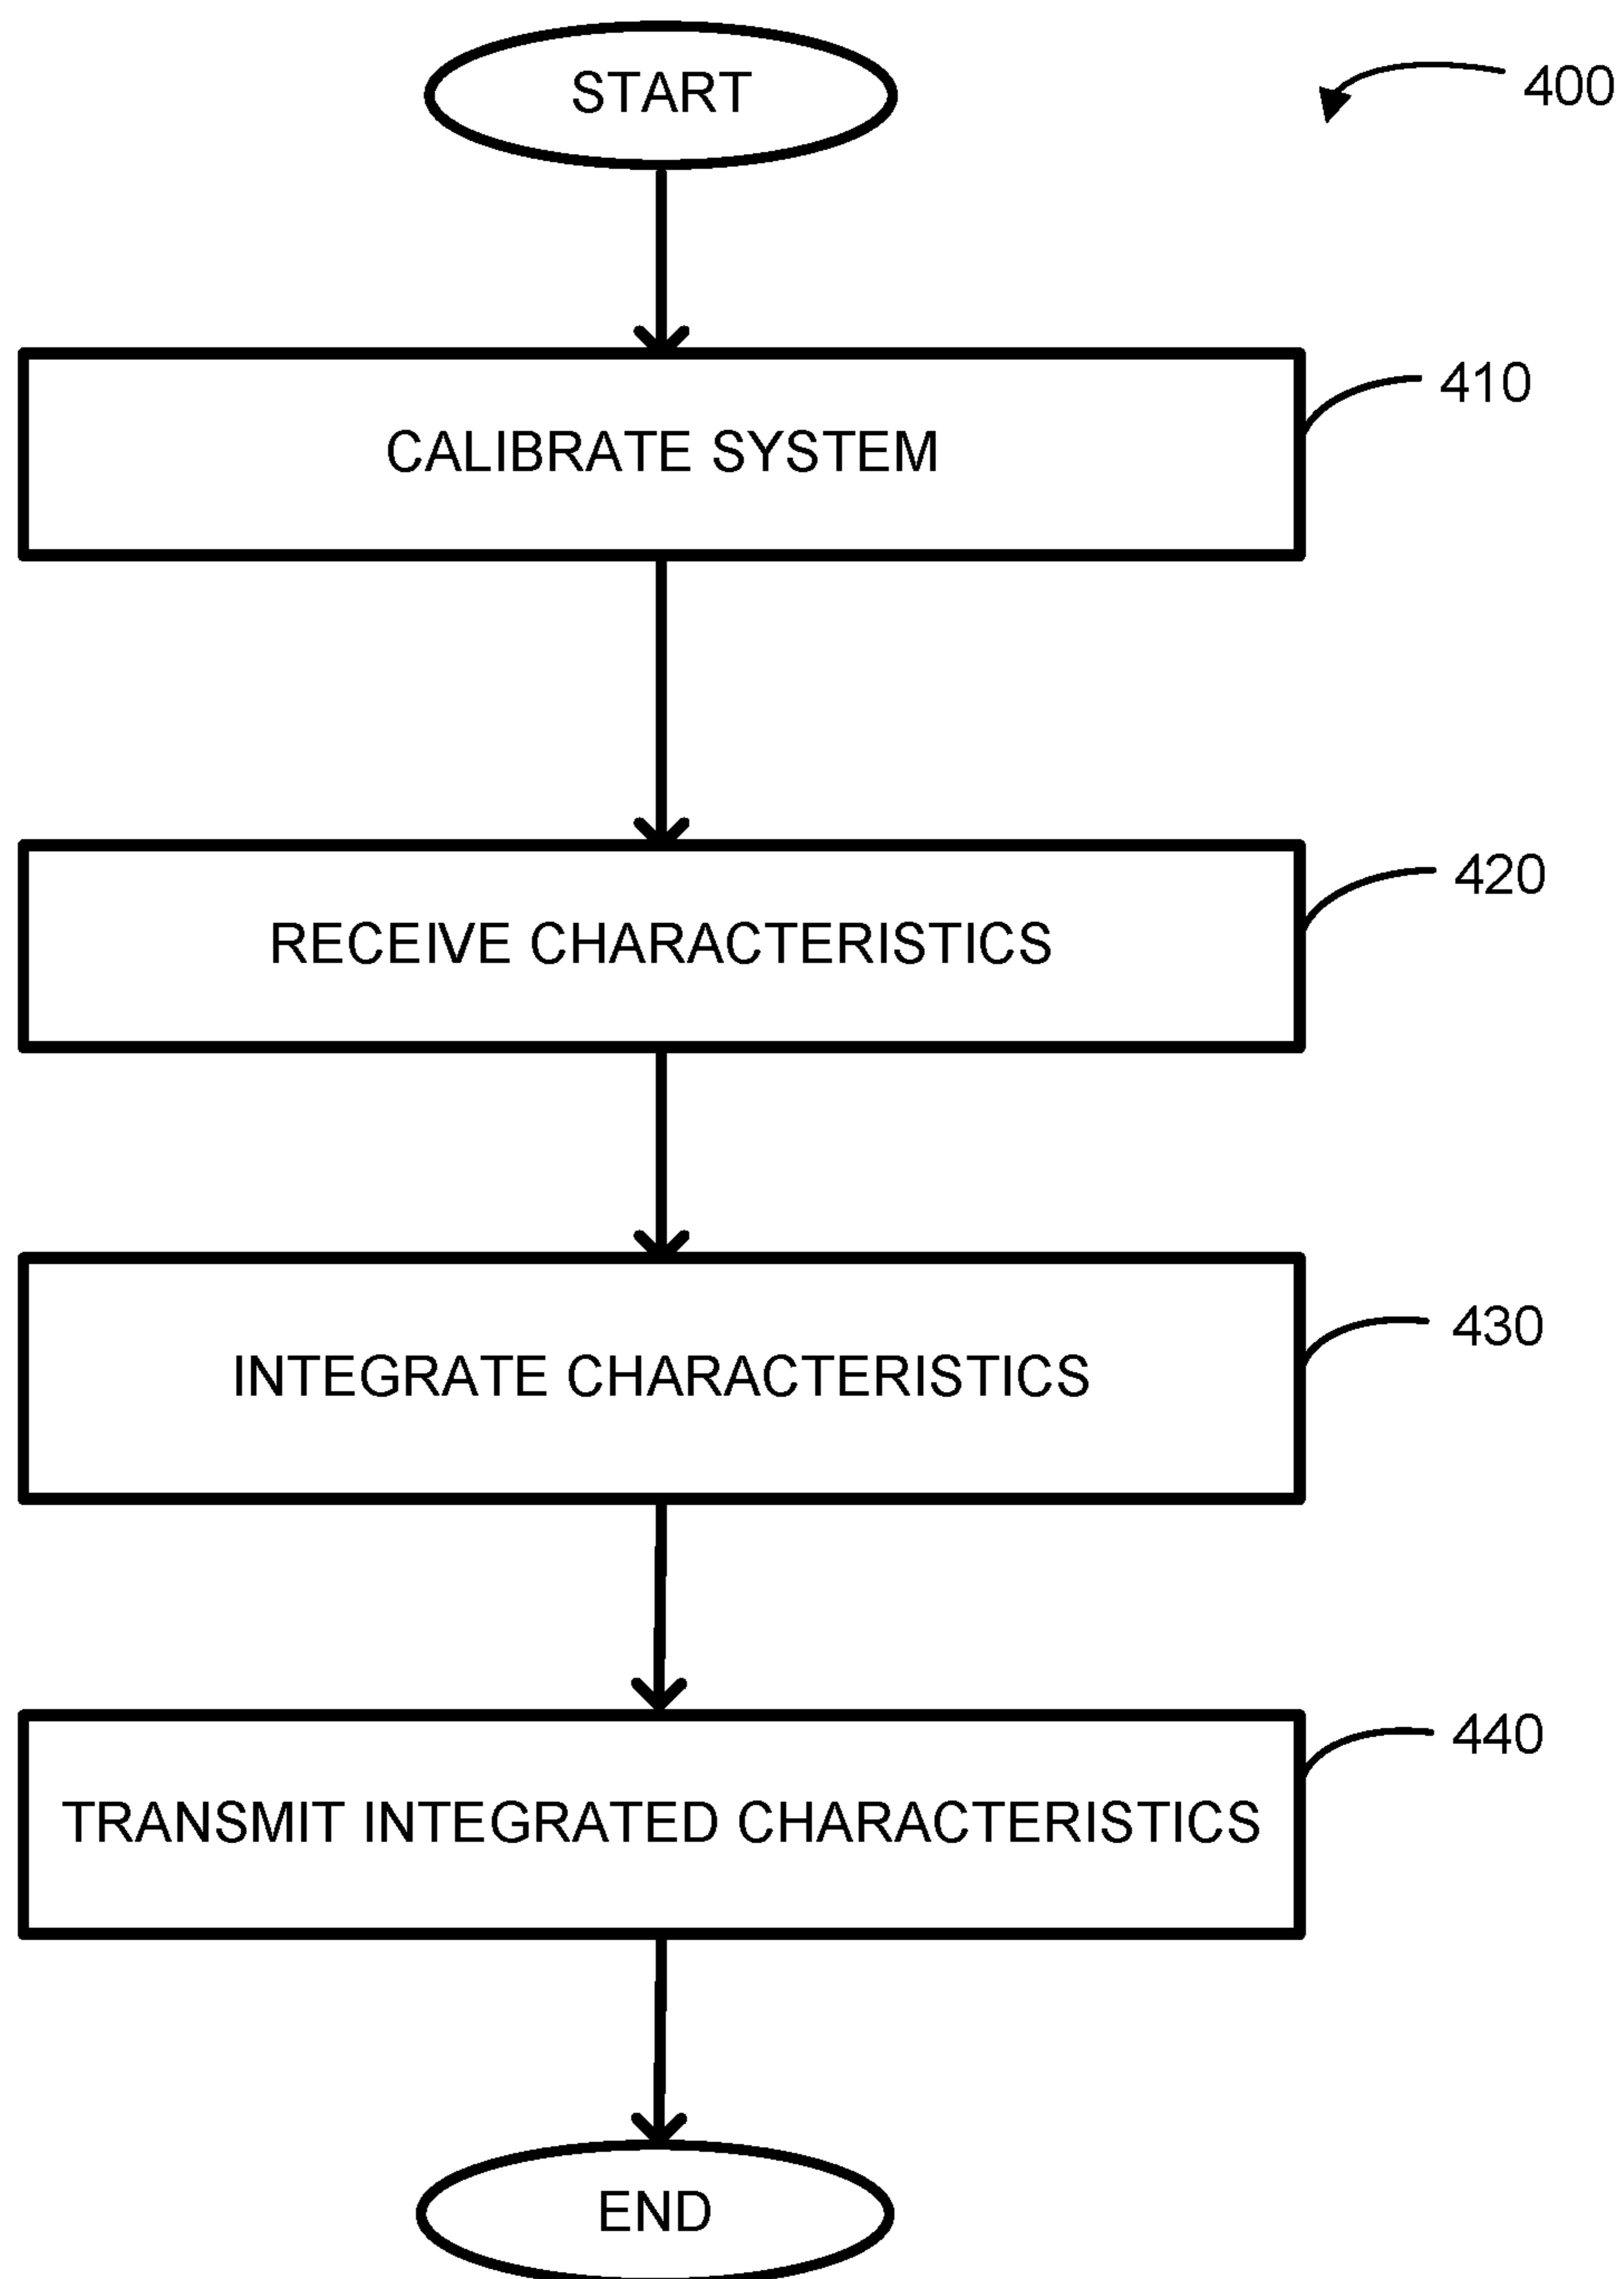 START
400
CALIBRATE SYSTEM
410
RECEIVE CHARACTERISTICS
420
INTEGRATE CHARACTERISTICS
430
TRANSMIT INTEGRATED CHARACTERISTICS
440
END